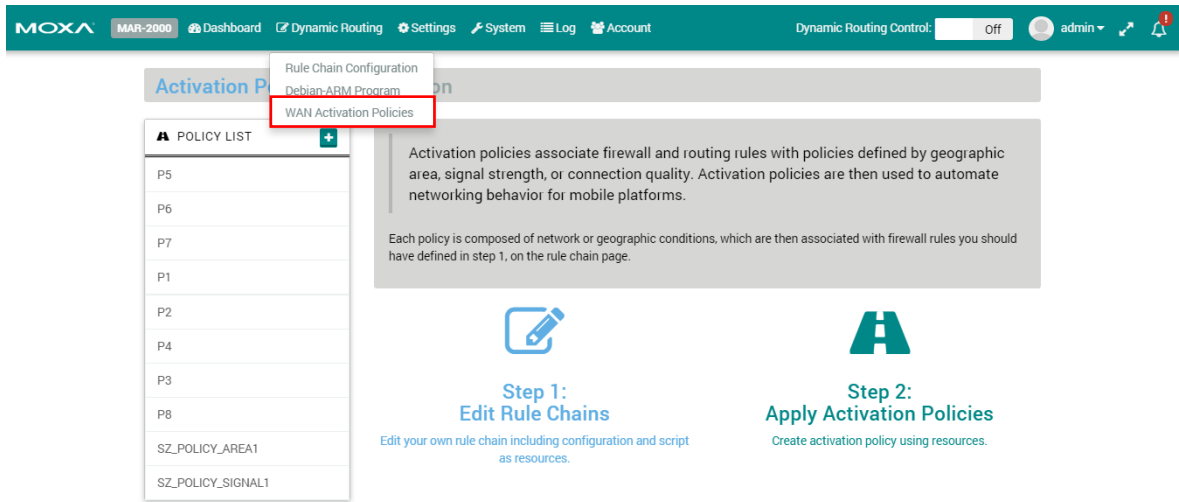 MOXA MAR-2000 Dashboard Dynamic Routing Settings System Log Account Dynamic Routing Control: Off admin
Rule Chain Configuration
Debian-ARM Program
WAN Activation Policies
Activation P on
POLICY LIST
P5
P6
P7
P1
P2
P4
P3
P8
SZ_POLICY_AREA1
SZ_POLICY_SIGNAL1
Activation policies associate firewall and routing rules with policies defined by geographic
area, signal strength, or connection quality. Activation policies are then used to automate
networking behavior for mobile platforms.
Each policy is composed of network or geographic conditions, which are then associated with firewall rules you should
have defined in step 1, on the rule chain page.
Step 1:
Edit Rule Chains
Edit your own rule chain including configuration and script
as resources.
Step 2:
Apply Activation Policies
Create activation policy using resources.